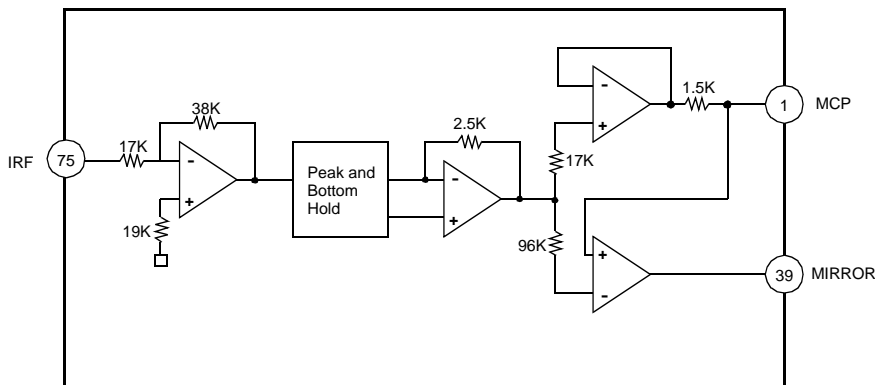 38K
17K
IRF
75
-
+
19K
Peak and
Bottom
Hold
2.5K
-
+
-
+
1.5K
1
MCP
17K
96K
+
-
39
MIRROR